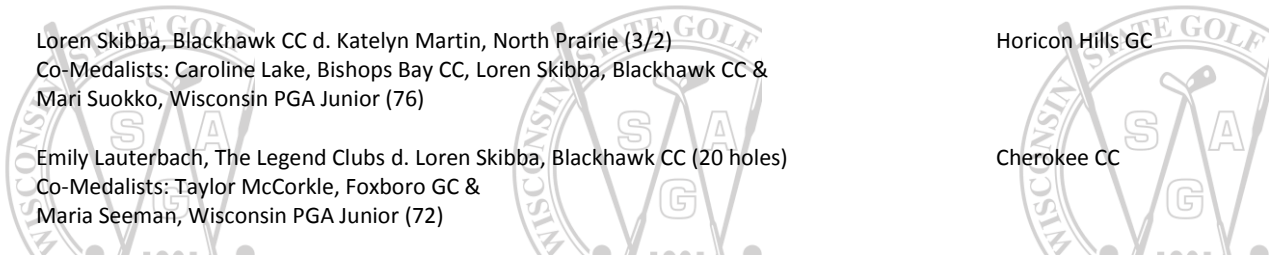 Loren Skibba, Blackhawk CC d. Katelyn Martin, North Prairie (3/2) Horicon Hills GC
Co-Medalists: Caroline Lake, Bishops Bay CC, Loren Skibba, Blackhawk CC &
Mari Suokko, Wisconsin PGA Junior (76)
Emily Lauterbach, The Legend Clubs d. Loren Skibba, Blackhawk CC (20 holes) Cherokee CC
Co-Medalists: Taylor McCorkle, Foxboro GC &
Maria Seeman, Wisconsin PGA Junior (72)